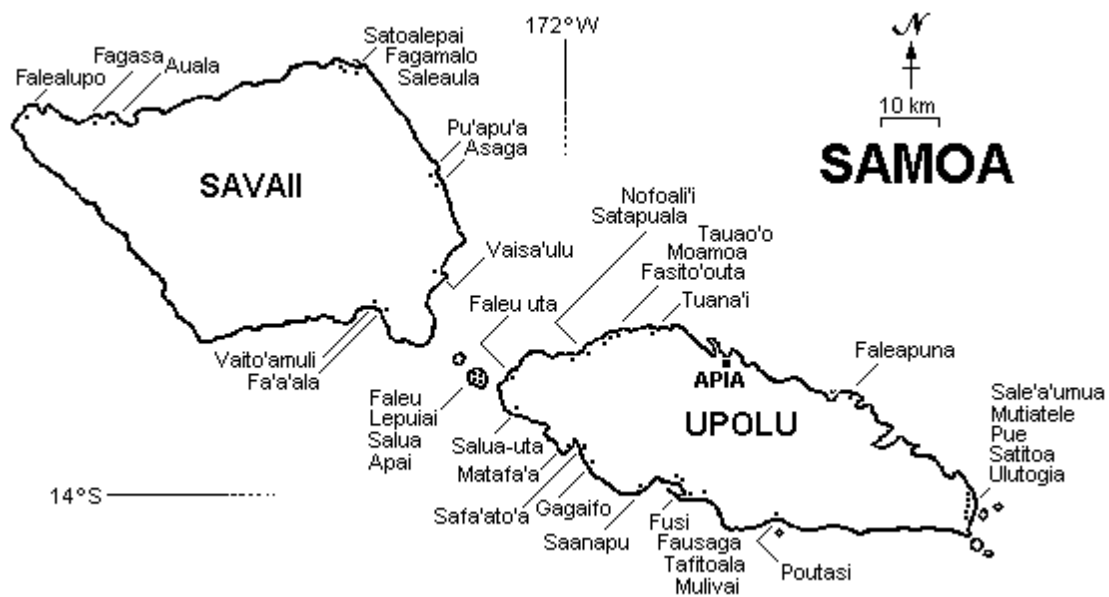 172°W
N
10 km
SAMOA
Satoalepai
Fagamalo
Saleaula
Fagasa
Auala
Falealupo
Pu'apu'a
Asaga
SAVAII
Nofoali'i
Satapuala
Tauao'o
Moamoa
Fasito'outa
Vaisa'ulu
Faleu uta
Tuana'i
Vaito'amuli
Fa'a'ala
APIA
Faleapuna
Faleu
Lepuiai
Salua
Apai
UPOLU
Sale'a'umua
Mutiatele
Pue
Satitoa
Ulutogia
Salua-uta
Matafa'a
14°S
Safa'ato'a
Gagaifo
Saanapu
Fusi
Fausaga
Tafitoala
Mulivai
Poutasi